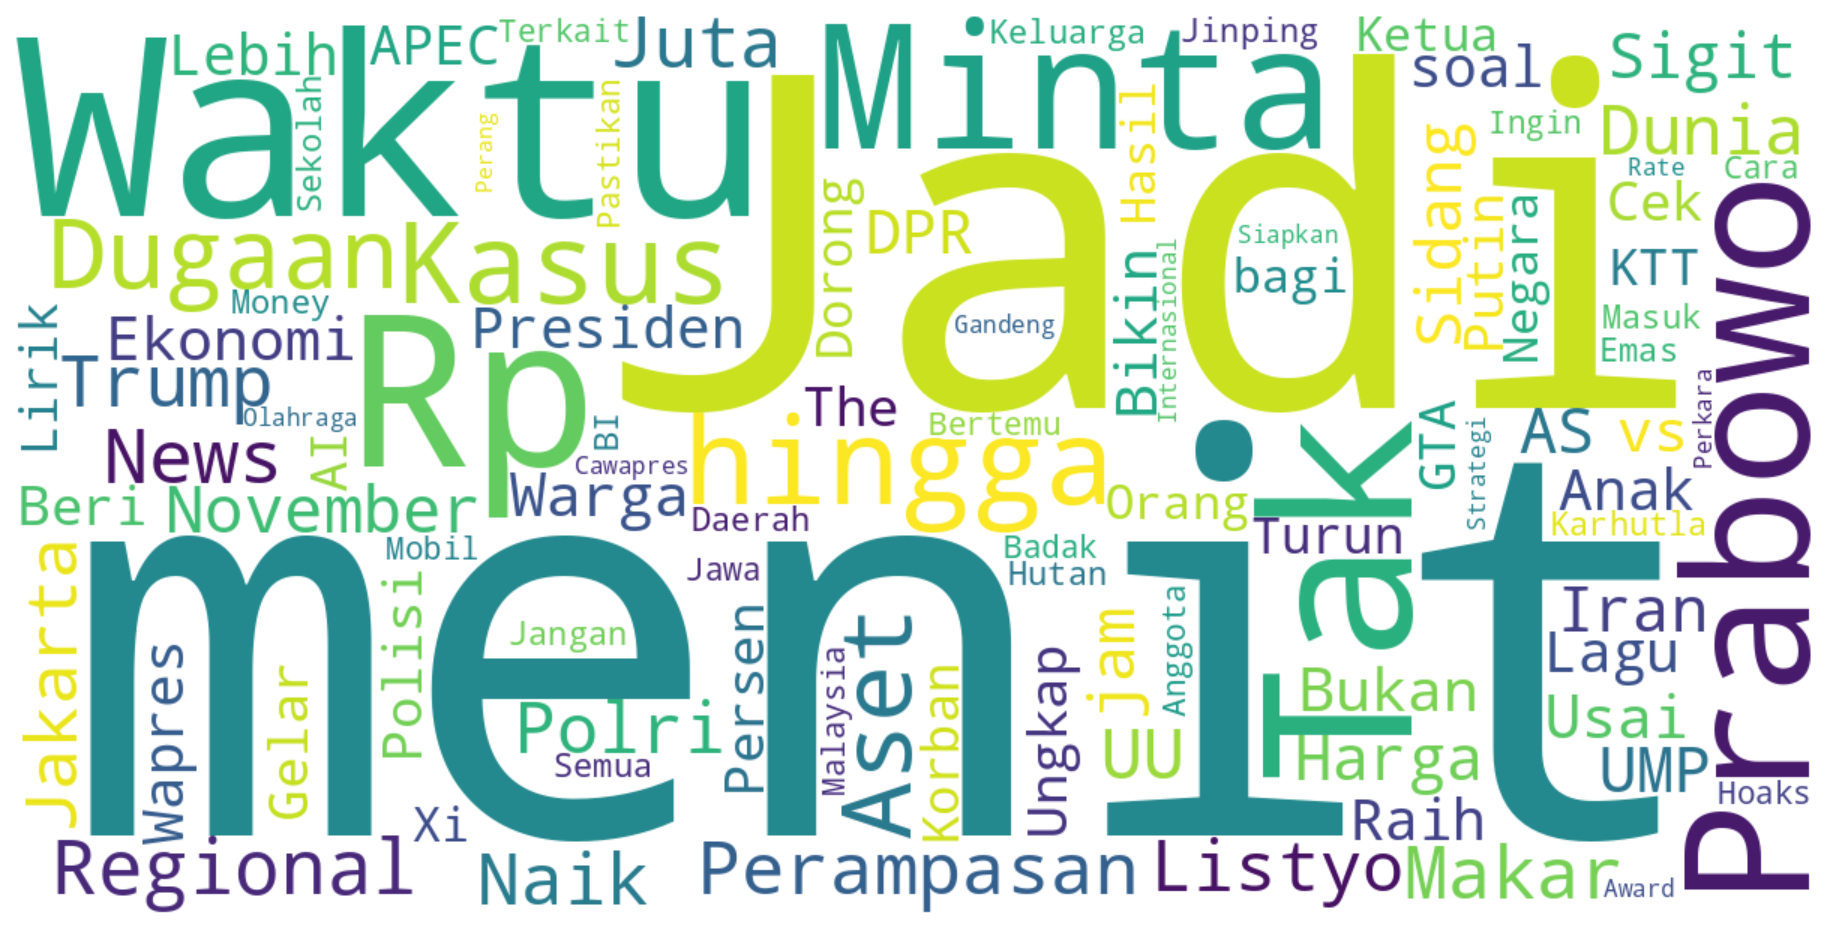 Waktu
Lebih
APEC
Terkait
Juta
Minta
Keluarga
Jinping
Ketua
soal
Sigit
Sekolah
Perang
Pastikan
Jadi
Hasil
Ingin
Dunia
Rate
Cara
Dugaan
Kasus
Dorong
DPR
Siapkan
bagi
Sidang
Putin
Negara
Cek
KTT
Prabowo
Money
Lirik
Ekonomi
Presiden
Gandeng
Bikin
Internasional
Masuk
Emas
Trump
Rp
Olahraga
The
Bertemu
BI
News
AI
Cawapres
hingga
Tak
GTA
Strategi
AS
vs
Perkara
Beri
November
Warga
Daerah
Orang
Turun
Anak
Karhutla
menit
Mobil
Jawa
Badak
Hutan
Jakarta
Wapres
Gelar
Polisi
Jangan
Polri
Semua
Persen
Malaysia
Aset
Korban
Ungkap
jam
UU
Anggota
Bukan
Harga
Iran
Lagu
Usai
UMP
Hoaks
Xi
Raih
Regional
Naik
Perampasan
Listyo
Makar
Award